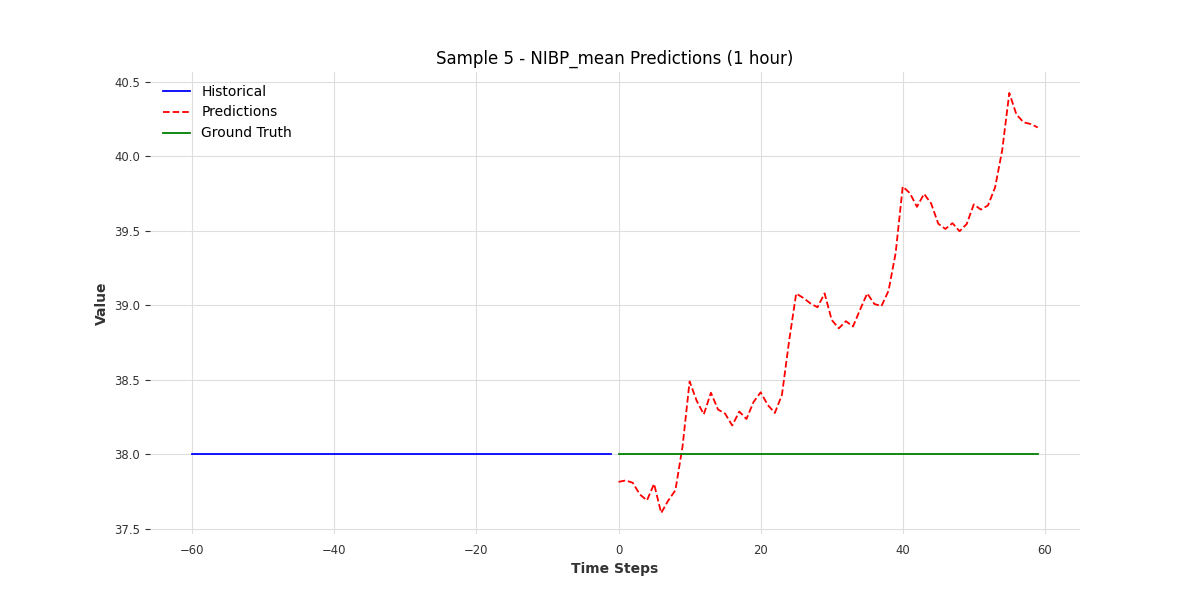 Sample 5 - NIBP_mean Predictions (1 hour)
Historical
Predictions
Ground Truth
Value
40.5
40.0
39.5
39.0
38.5
38.0
37.5
−60
−40
−20
0
20
40
60
Time Steps